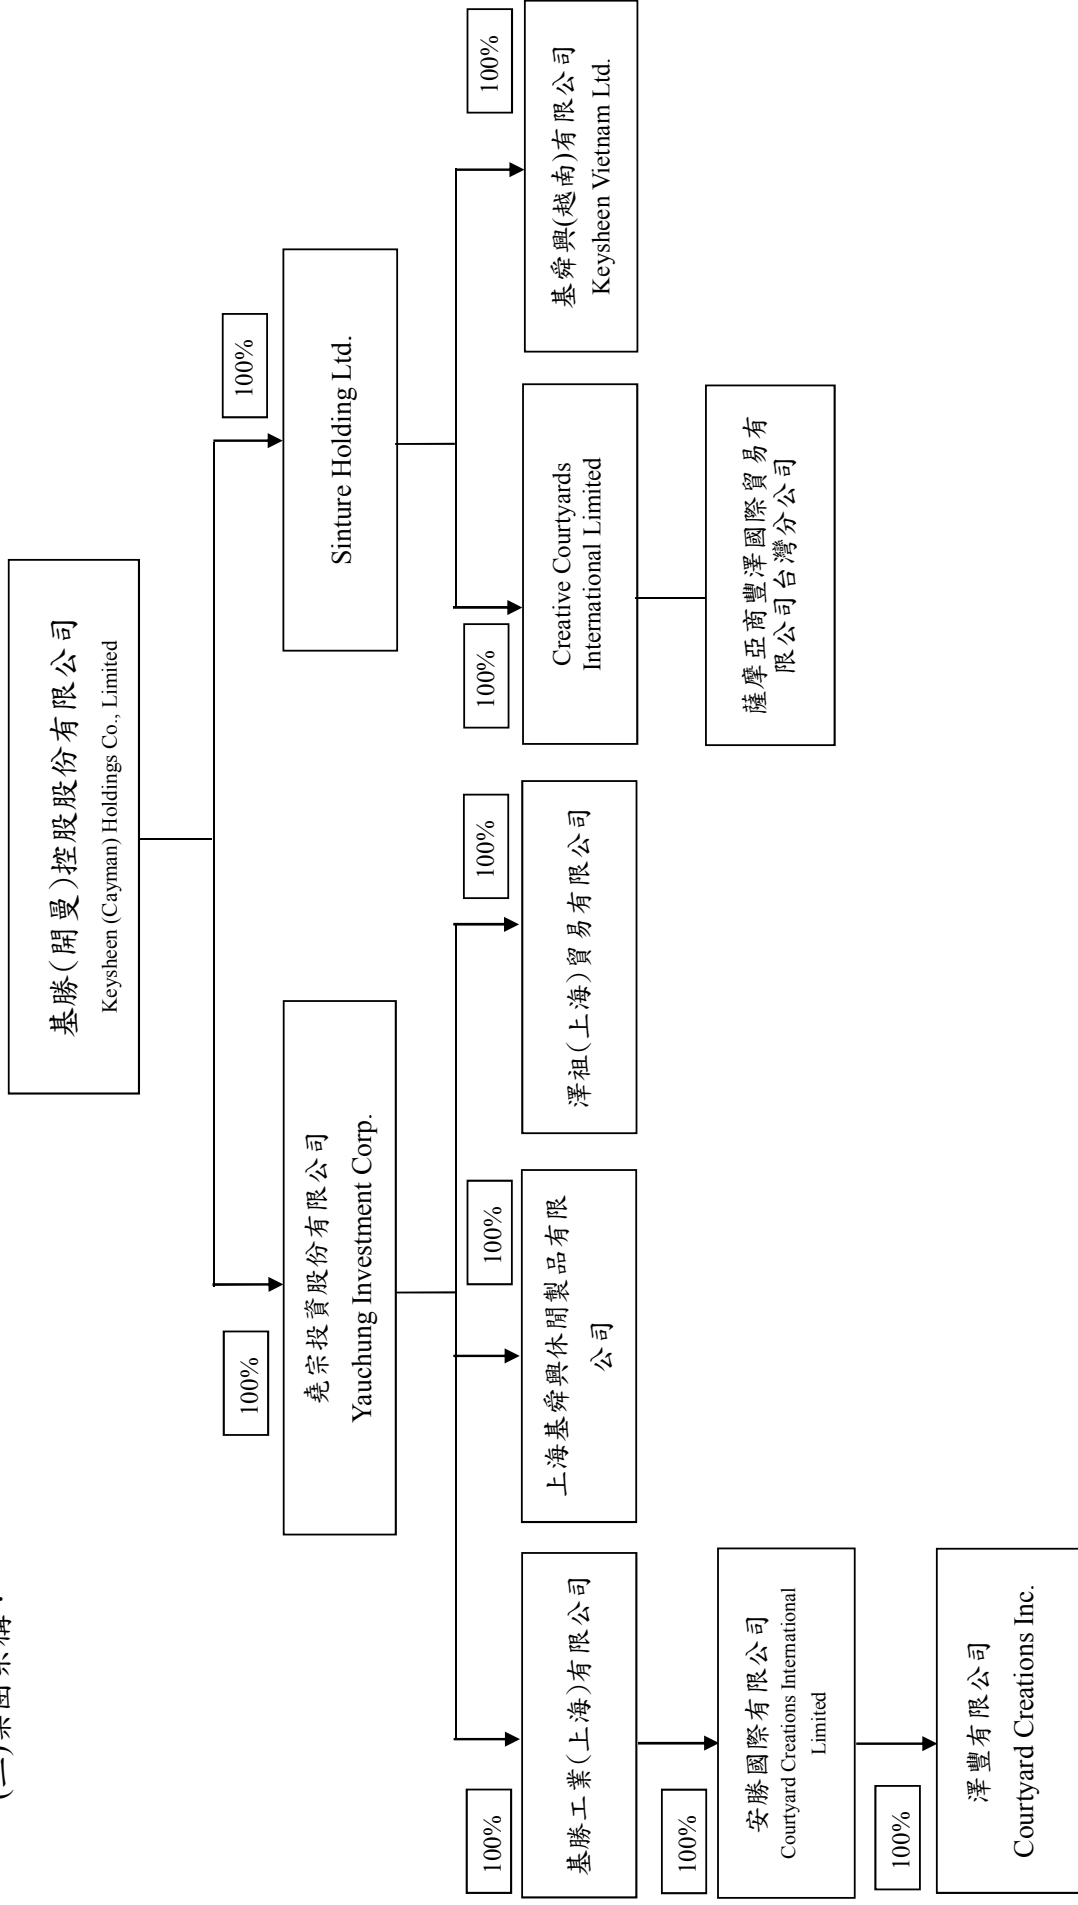 (二)集團架構：
基勝(開曼)控股股份有限公司
Keysheen (Cayman) Holdings Co., Limited
100%
100%
堯宗投資股份有限公司
Yauchung Investment Corp.
Sinture Holding Ltd.
100%
100%
100%
100%
100%
基勝工業(上海)有限公司
上海基舜興休閒製品有限
公司
澤祖(上海)貿易有限公司
Creative Courtyards
International Limited
基舜興(越南)有限公司
Keysheen Vietnam Ltd.
100%
安勝國際有限公司
Courtyard Creations International
Limited
薩摩亞商豐澤國際貿易有
限公司台灣分公司
100%
澤豐有限公司
Courtyard Creations Inc.